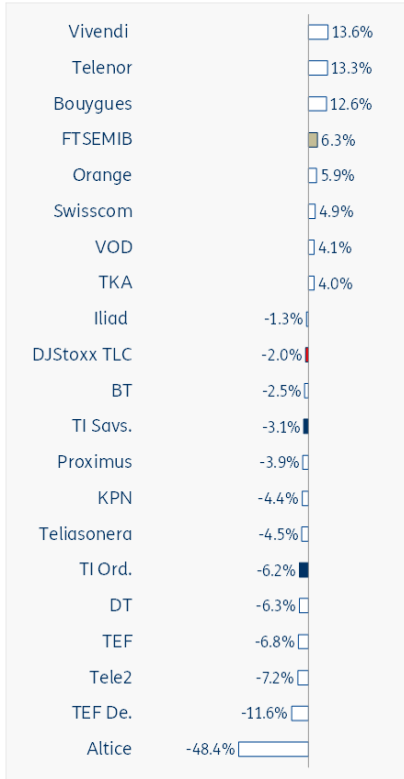 Vivendi 13.6%
Telenor 13.3%
Bouygues 12.6%
FTSEMIB 6.3%
Orange 5.9%
Swisscom 4.9%
VOD 4.1%
TKA 4.0%
Iliad -1.3%
DJStoxx TLC -2.0%
BT -2.5%
TI Savs. -3.1%
Proximus -3.9%
KPN -4.4%
Teliasonera -4.5%
TI Ord. -6.2%
DT -6.3%
TEF -6.8%
Tele2 -7.2%
TEF De. -11.6%
Altice -48.4%